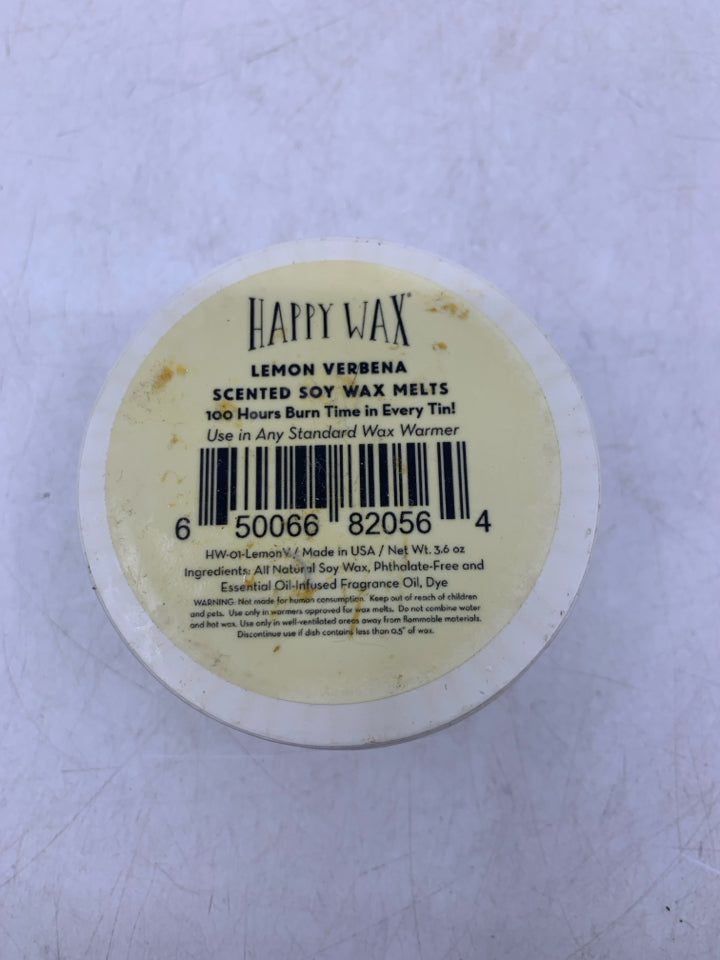 HAPPY WAX®
LEMON VERBENA
SCENTED SOY WAX MELTS
100 Hours Burn Time in Every Tin!
Use in Any Standard Wax Warmer
6 50066 82056 4
HW-01-LemonV / Made in USA / Net Wt. 3.6 oz
Ingredients: All Natural Soy Wax, Phthalate-Free and
Essential Oil-Infused Fragrance Oil, Dye
WARNING: Not made for human consumption. Keep out of reach of children
and pets. Use only in warmers approved for wax melts. Do not combine water
and hot wax. Use only in well-ventilated areas away from flammable materials.
Discontinue use if dish contains less than 0.5" of wax.